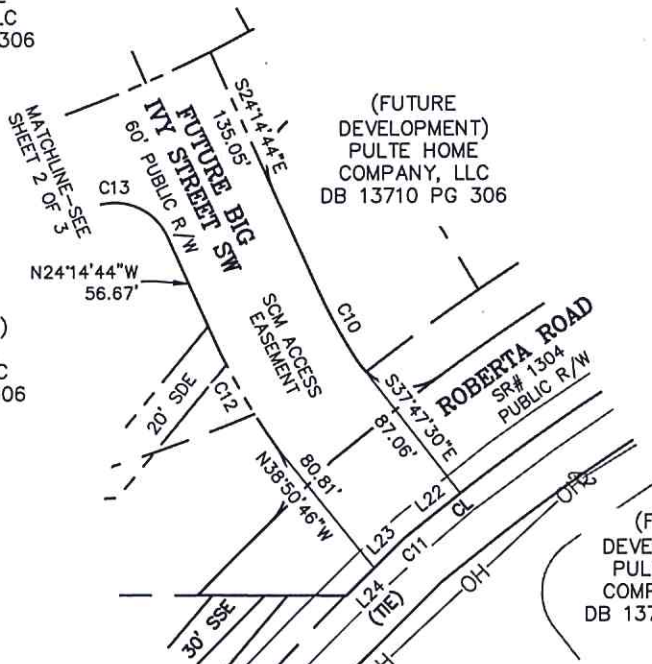 LC
306
MATCHLINE-SEE
SHEET 2 OF 3
C13
FUTURE BIG
IVY STREET SW
60' PUBLIC R/W
S24°14'44"E
135.05'
(FUTURE
DEVELOPMENT)
PULTE HOME
COMPANY, LLC
DB 13710 PG 306
N24°14'44"W
56.67'
SCM ACCESS
EASEMENT
C10
)
C
06
20' SDE
C12
ROBERTA ROAD
SR# 1304
PUBLIC R/W
S37°47'30"E
87.06'
N38°50'46"W
80.81'
L23
L22
C11
CL
L24
(TIE)
OH
OH
30' SSE
(F
DEVE
PUL
COMP
DB 137